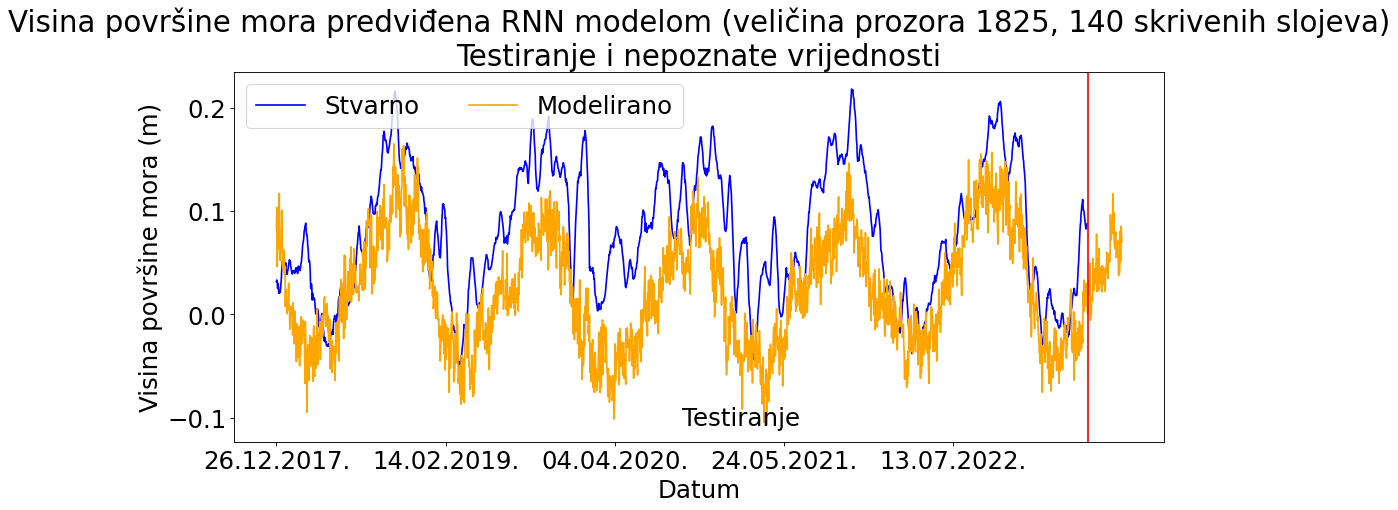 Visina površine mora predviđena RNN modelom (veličina prozora 1825, 140 skrivenih slojeva)
Testiranje i nepoznate vrijednosti
Stvarno Modelirano
Visina površine mora (m)
0.2
0.1
0.0
−0.1
Testiranje
26.12.2017. 14.02.2019. 04.04.2020. 24.05.2021. 13.07.2022.
Datum